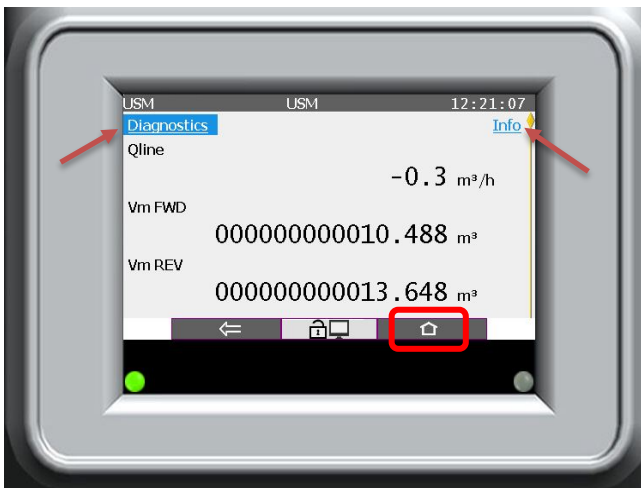 USM USM 12:21:07
Diagnostics Info
Qline
-0.3 m³/h
Vm FWD
000000000010.488 m³
Vm REV
000000000013.648 m³